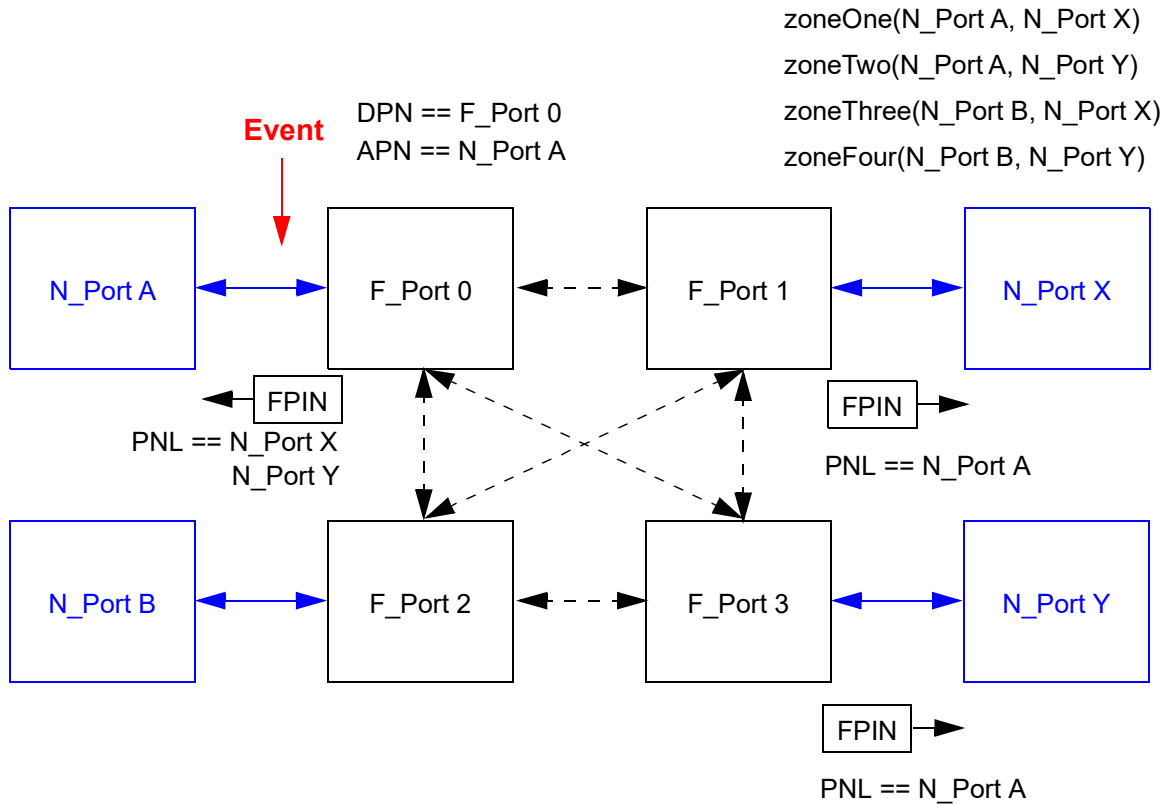 zoneOne(N_Port A, N_Port X)
zoneTwo(N_Port A, N_Port Y)
zoneThree(N_Port B, N_Port X)
zoneFour(N_Port B, N_Port Y)
DPN == F_Port 0
APN == N_Port A
Event
N_Port A
F_Port 0
F_Port 1
N_Port X
FPIN
PNL == N_Port X
N_Port Y
FPIN
PNL == N_Port A
N_Port B
F_Port 2
F_Port 3
N_Port Y
FPIN
PNL == N_Port A